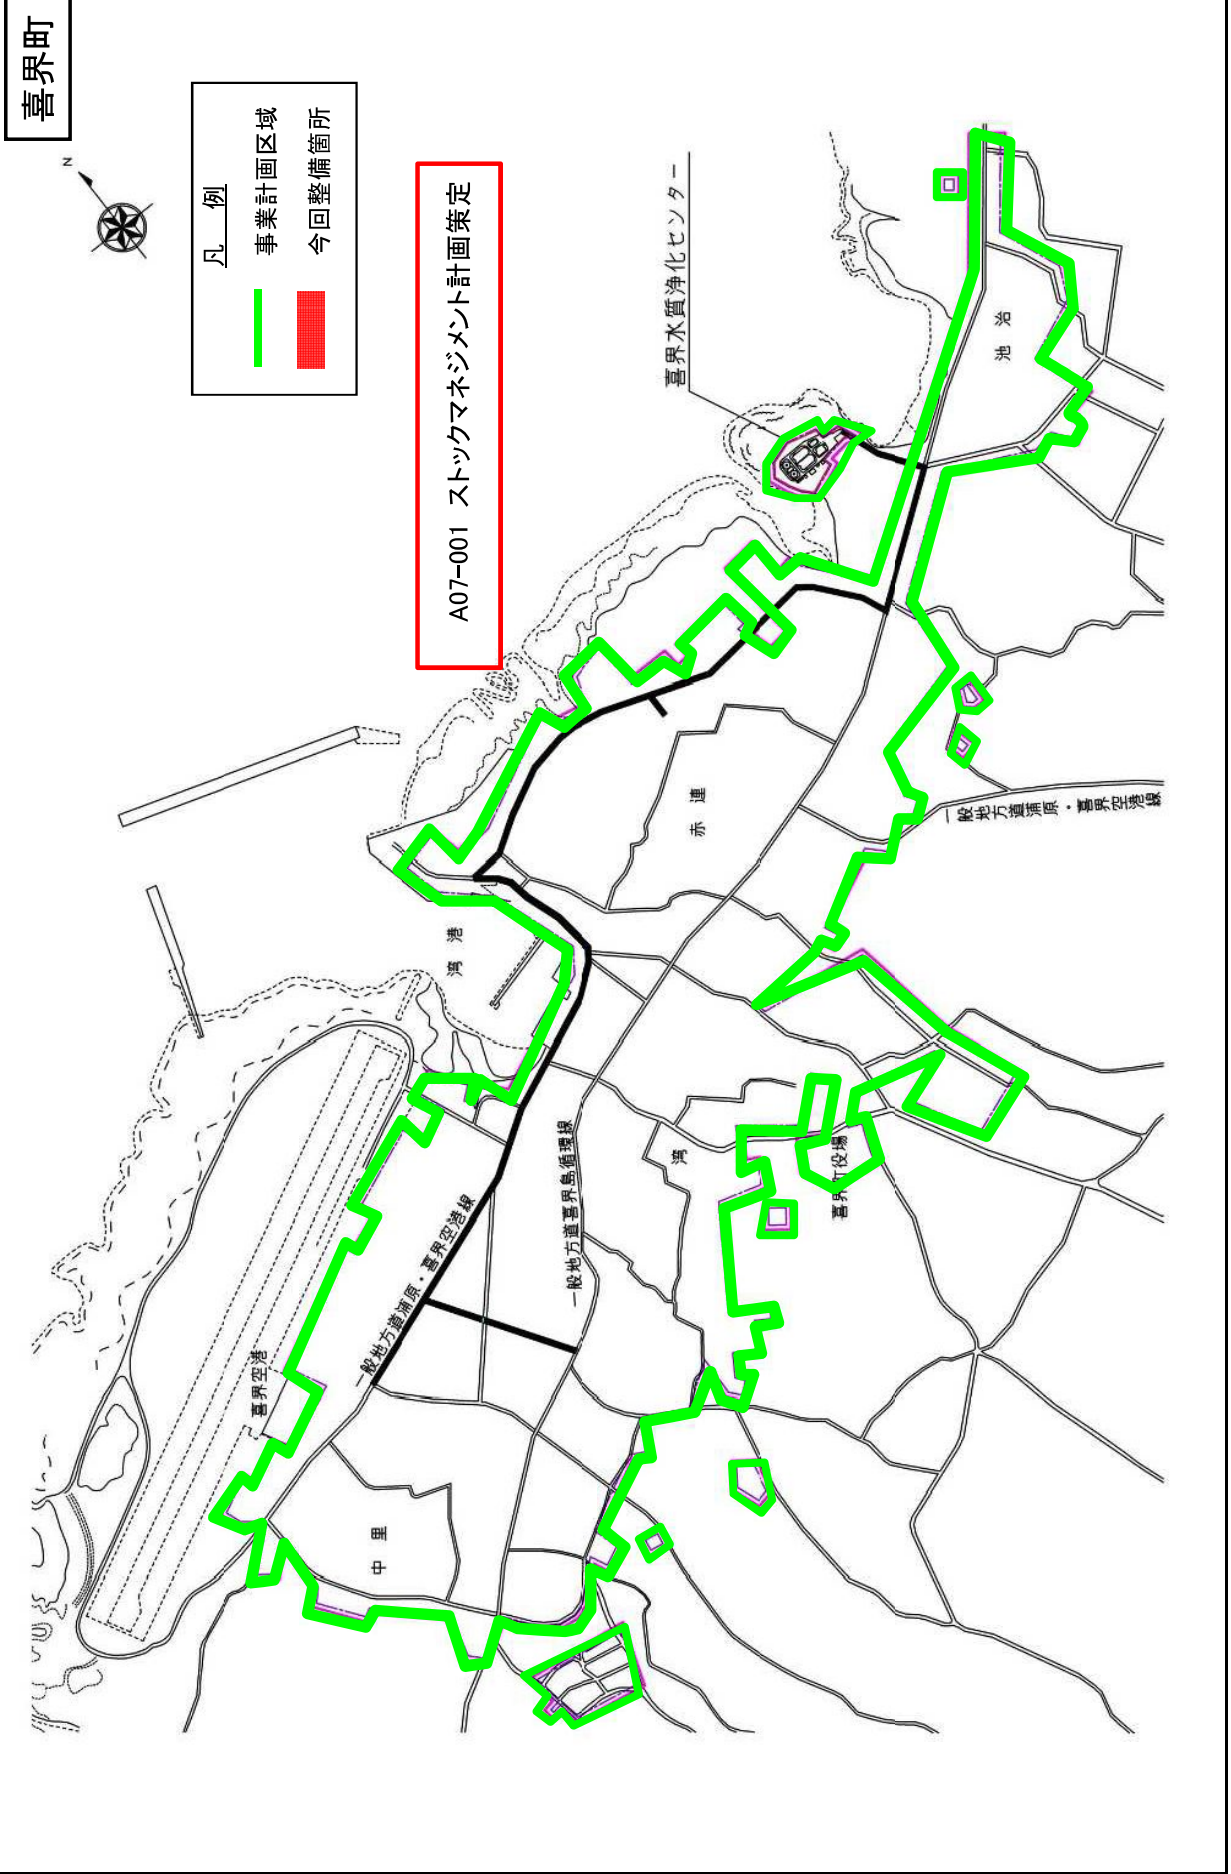 喜界町
N
凡 例
事業計画区域
今回整備箇所
A07-001 ストックマネジメント計画策定
喜界水質浄化センター
池 治
赤 連
一般地方道浦原・喜界空港線
湾 港
湾
喜界町役場
一般地方道喜界島循環線
一般地方道浦原・喜界空港線
喜界空港
中 里